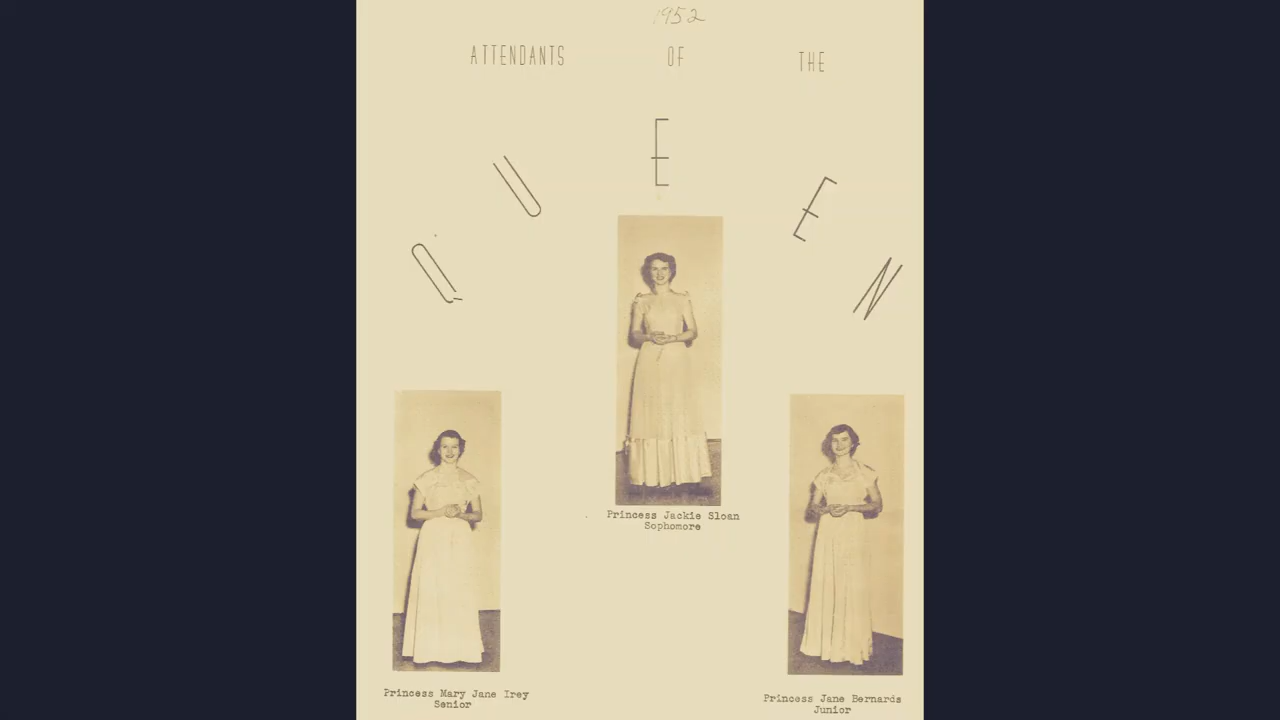 1952
ATTENDANTS OF THE
QUEEN
Princess Jackie Sloan
Sophomore
Princess Mary Jane Irey
Senior
Princess Jane Bernards
Junior